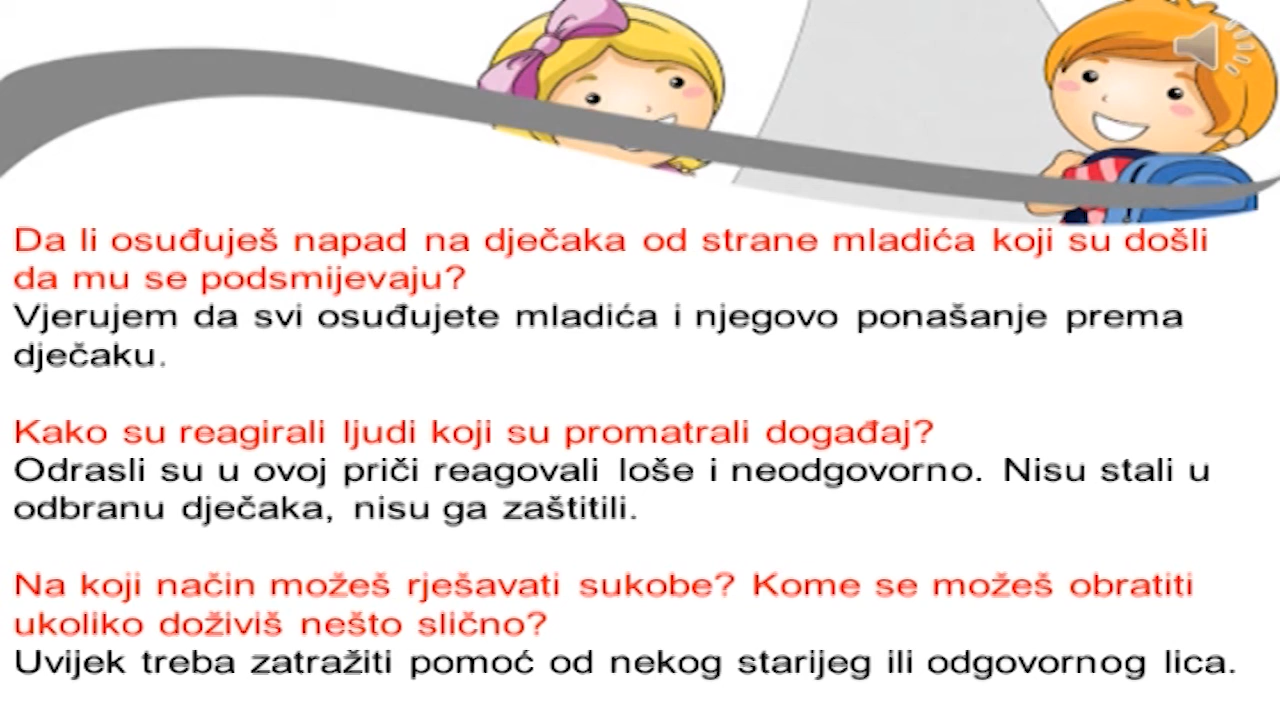 Da li osuđuješ napad na dječaka od strane mladića koji su došli
da mu se podsmijevaju?
Vjerujem da svi osuđujete mladića i njegovo ponašanje prema
dječaku.
Kako su reagirali ljudi koji su promatrali događaj?
Odrasli su u ovoj priči reagovali loše i neodgovorno. Nisu stali u
odbranu dječaka, nisu ga zaštitili.
Na koji način možeš rješavati sukobe? Kome se možeš obratiti
ukoliko doživiš nešto slično?
Uvijek treba zatražiti pomoć od nekog starijeg ili odgovornog lica.